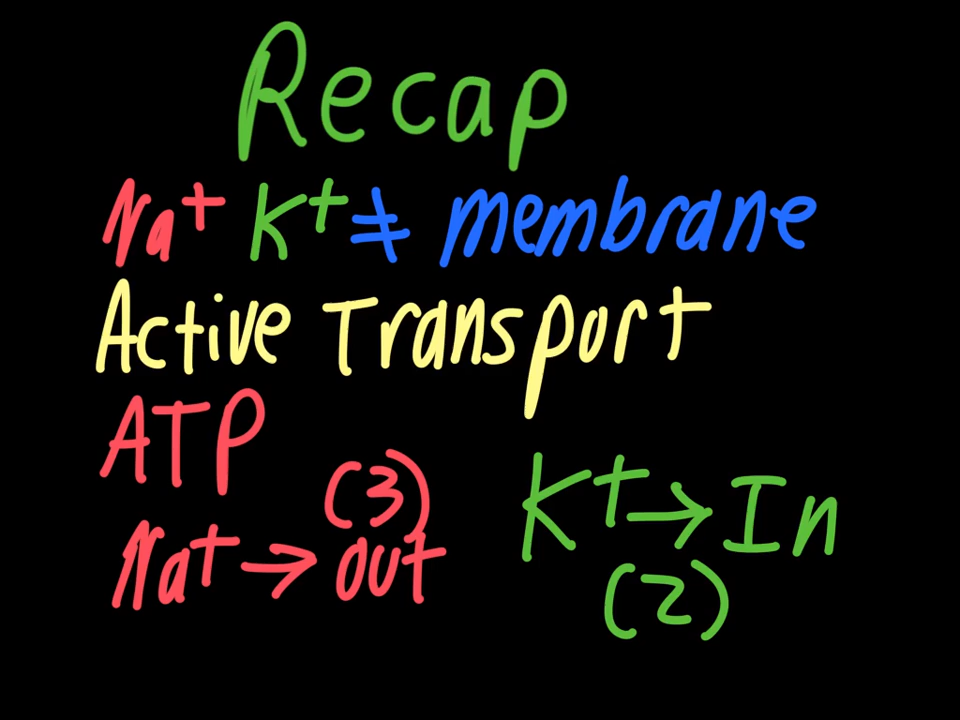 Recap
Na⁺ K⁺ ≠ membrane
Active Transport
ATP
(3)
Na⁺ → out
K⁺ → In
(2)